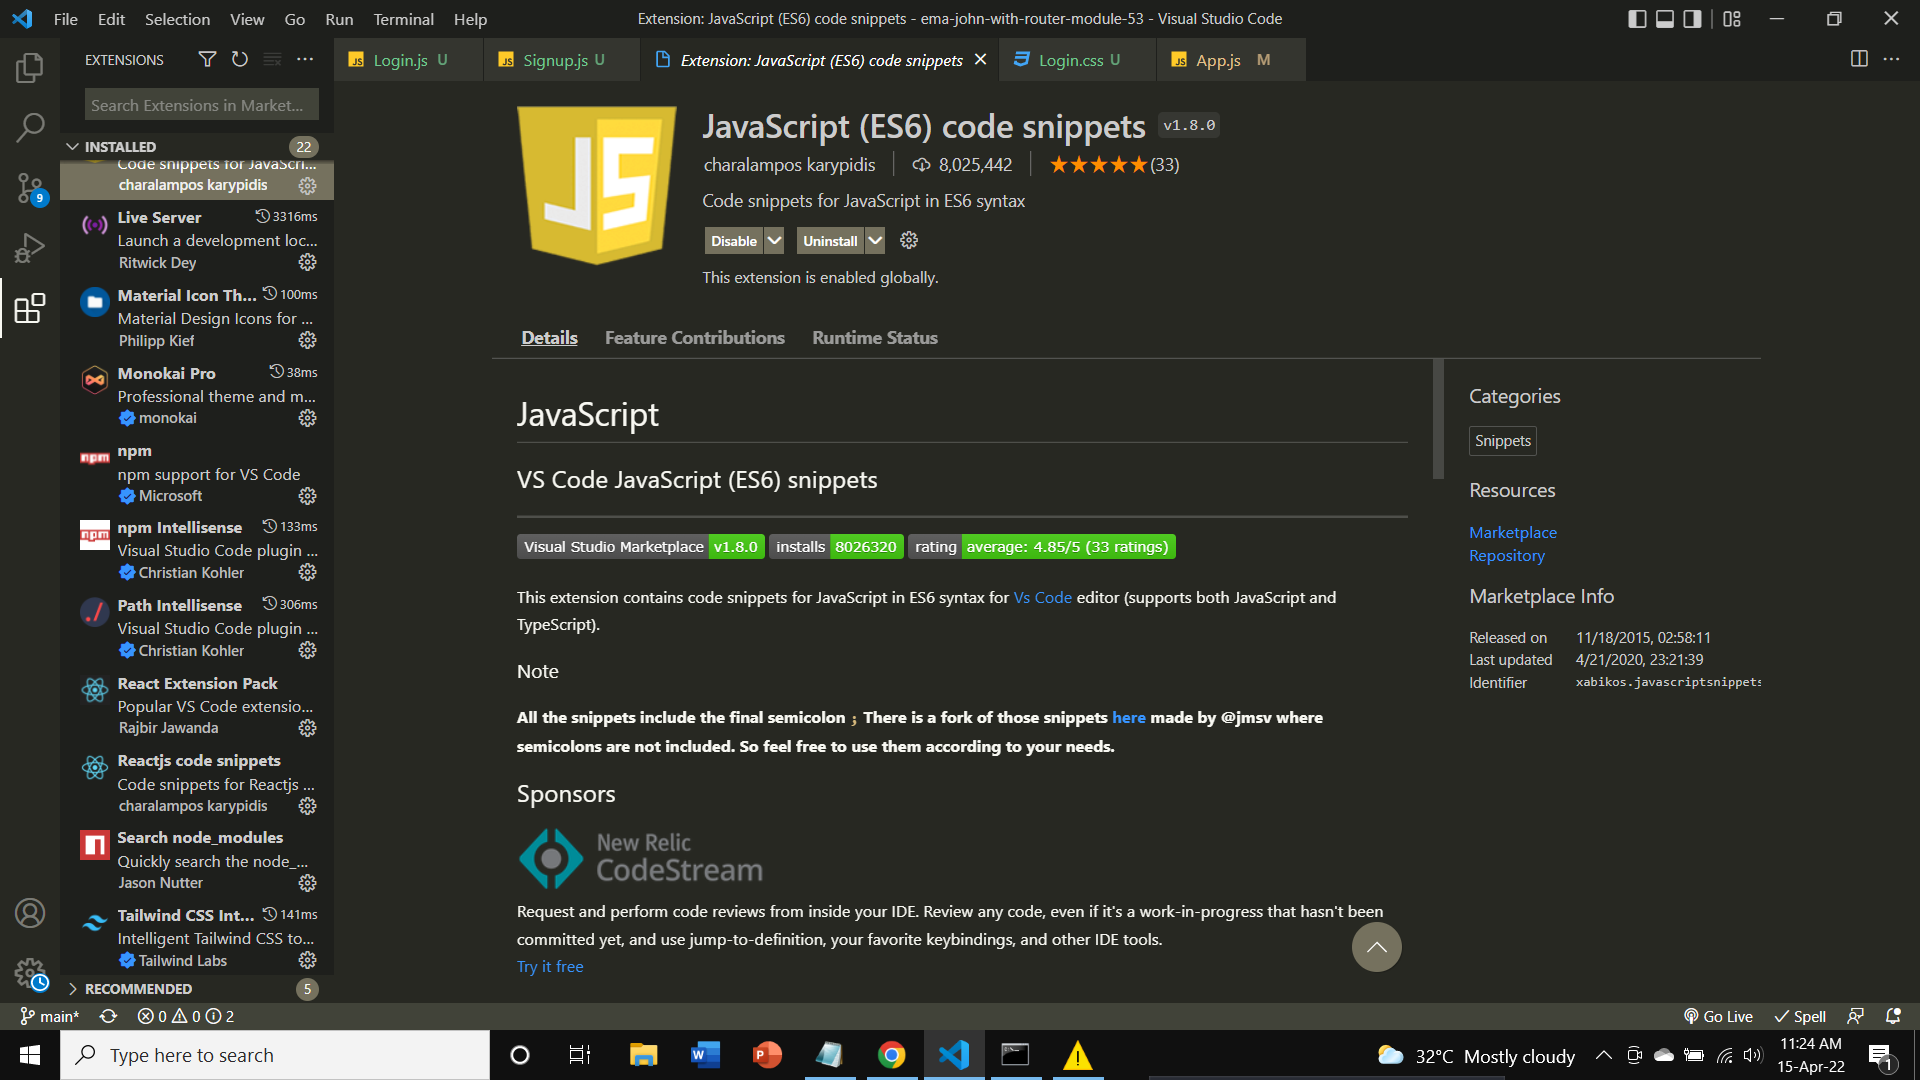 File Edit Selection View Go Run Terminal Help
Extension: JavaScript (ES6) code snippets - ema-john-with-router-module-53 - Visual Studio Code
EXTENSIONS
Search Extensions in Market...
INSTALLED 22
Code snippets for JavaScri...
charalampos karypidis
Live Server 3316ms
Launch a development loc...
Ritwick Dey
Material Icon Th... 100ms
Material Design Icons for ...
Philipp Kief
Monokai Pro 38ms
Professional theme and m...
monokai
npm
npm
npm support for VS Code
Microsoft
npm
npm Intellisense 133ms
Visual Studio Code plugin ...
Christian Kohler
Path Intellisense 306ms
Visual Studio Code plugin ...
Christian Kohler
React Extension Pack
Popular VS Code extensio...
Rajbir Jawanda
Reactjs code snippets
Code snippets for Reactjs ...
charalampos karypidis
Search node_modules
Quickly search the node_...
Jason Nutter
Tailwind CSS Int... 141ms
Intelligent Tailwind CSS to...
Tailwind Labs
RECOMMENDED 5
9
JS Login.js U
JS Signup.js U
Extension: JavaScript (ES6) code snippets
Login.css U
JS App.js M
JS
JavaScript (ES6) code snippets v1.8.0
charalampos karypidis 8,025,442 (33)
Code snippets for JavaScript in ES6 syntax
Disable Uninstall
This extension is enabled globally.
Details Feature Contributions Runtime Status
JavaScript
VS Code JavaScript (ES6) snippets
Visual Studio Marketplace v1.8.0 installs 8026320 rating average: 4.85/5 (33 ratings)
This extension contains code snippets for JavaScript in ES6 syntax for Vs Code editor (supports both JavaScript and
TypeScript).
Note
All the snippets include the final semicolon ; There is a fork of those snippets here made by @jmsv where
semicolons are not included. So feel free to use them according to your needs.
Sponsors
New Relic
CodeStream
Request and perform code reviews from inside your IDE. Review any code, even if it's a work-in-progress that hasn't been
committed yet, and use jump-to-definition, your favorite keybindings, and other IDE tools.
Try it free
Categories
Snippets
Resources
Marketplace
Repository
Marketplace Info
Released on 11/18/2015, 02:58:11
Last updated 4/21/2020, 23:21:39
Identifier xabikos.javascriptsnippets
main* 0 0 2
Go Live Spell
Type here to search
W P
32°C Mostly cloudy
11:24 AM
15-Apr-22
1